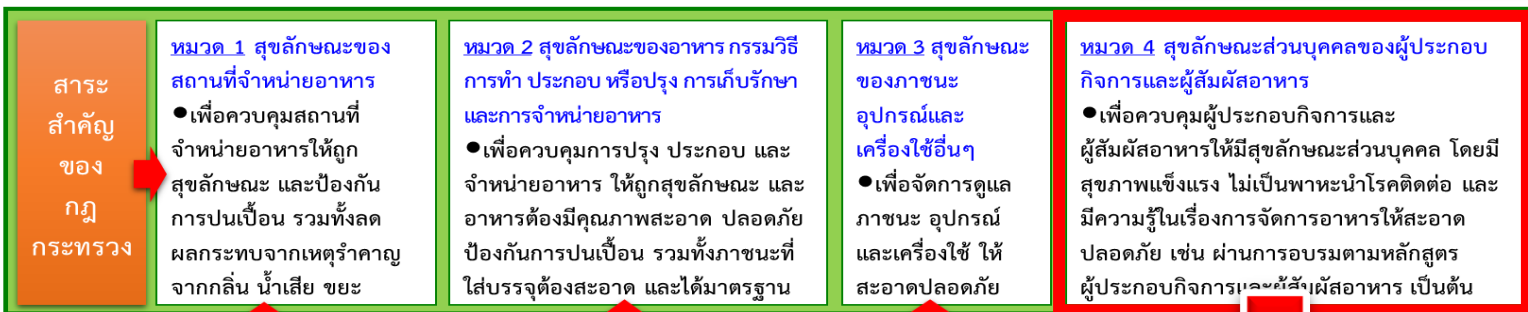 สาระ
สำคัญ
ของ
กฎ
กระทรวง
หมวด 1 สุขลักษณะของ
สถานที่จำหน่ายอาหาร
●เพื่อควบคุมสถานที่
จำหน่ายอาหารให้ถูก
สุขลักษณะ และป้องกัน
การปนเปื้อน รวมทั้งลด
ผลกระทบจากเหตุรำคาญ
จากกลิ่น น้ำเสีย ขยะ
หมวด 2 สุขลักษณะของอาหาร กรรมวิธี
การทำ ประกอบ หรือปรุง การเก็บรักษา
และการจำหน่ายอาหาร
●เพื่อควบคุมการปรุง ประกอบ และ
จำหน่ายอาหาร ให้ถูกสุขลักษณะ และ
อาหารต้องมีคุณภาพสะอาด ปลอดภัย
ป้องกันการปนเปื้อน รวมทั้งภาชนะที่
ใส่บรรจุต้องสะอาด และได้มาตรฐาน
หมวด 3 สุขลักษณะ
ของภาชนะ
อุปกรณ์และ
เครื่องใช้อื่นๆ
●เพื่อจัดการดูแล
ภาชนะ อุปกรณ์
และเครื่องใช้ ให้
สะอาดปลอดภัย
หมวด 4 สุขลักษณะส่วนบุคคลของผู้ประกอบ
กิจการและผู้สัมผัสอาหาร
●เพื่อควบคุมผู้ประกอบกิจการและ
ผู้สัมผัสอาหารให้มีสุขลักษณะส่วนบุคคล โดยมี
สุขภาพแข็งแรง ไม่เป็นพาหะนำโรคติดต่อ และ
มีความรู้ในเรื่องการจัดการอาหารให้สะอาด
ปลอดภัย เช่น ผ่านการอบรมตามหลักสูตร
ผู้ประกอบกิจการและผู้สัมผัสอาหาร เป็นต้น